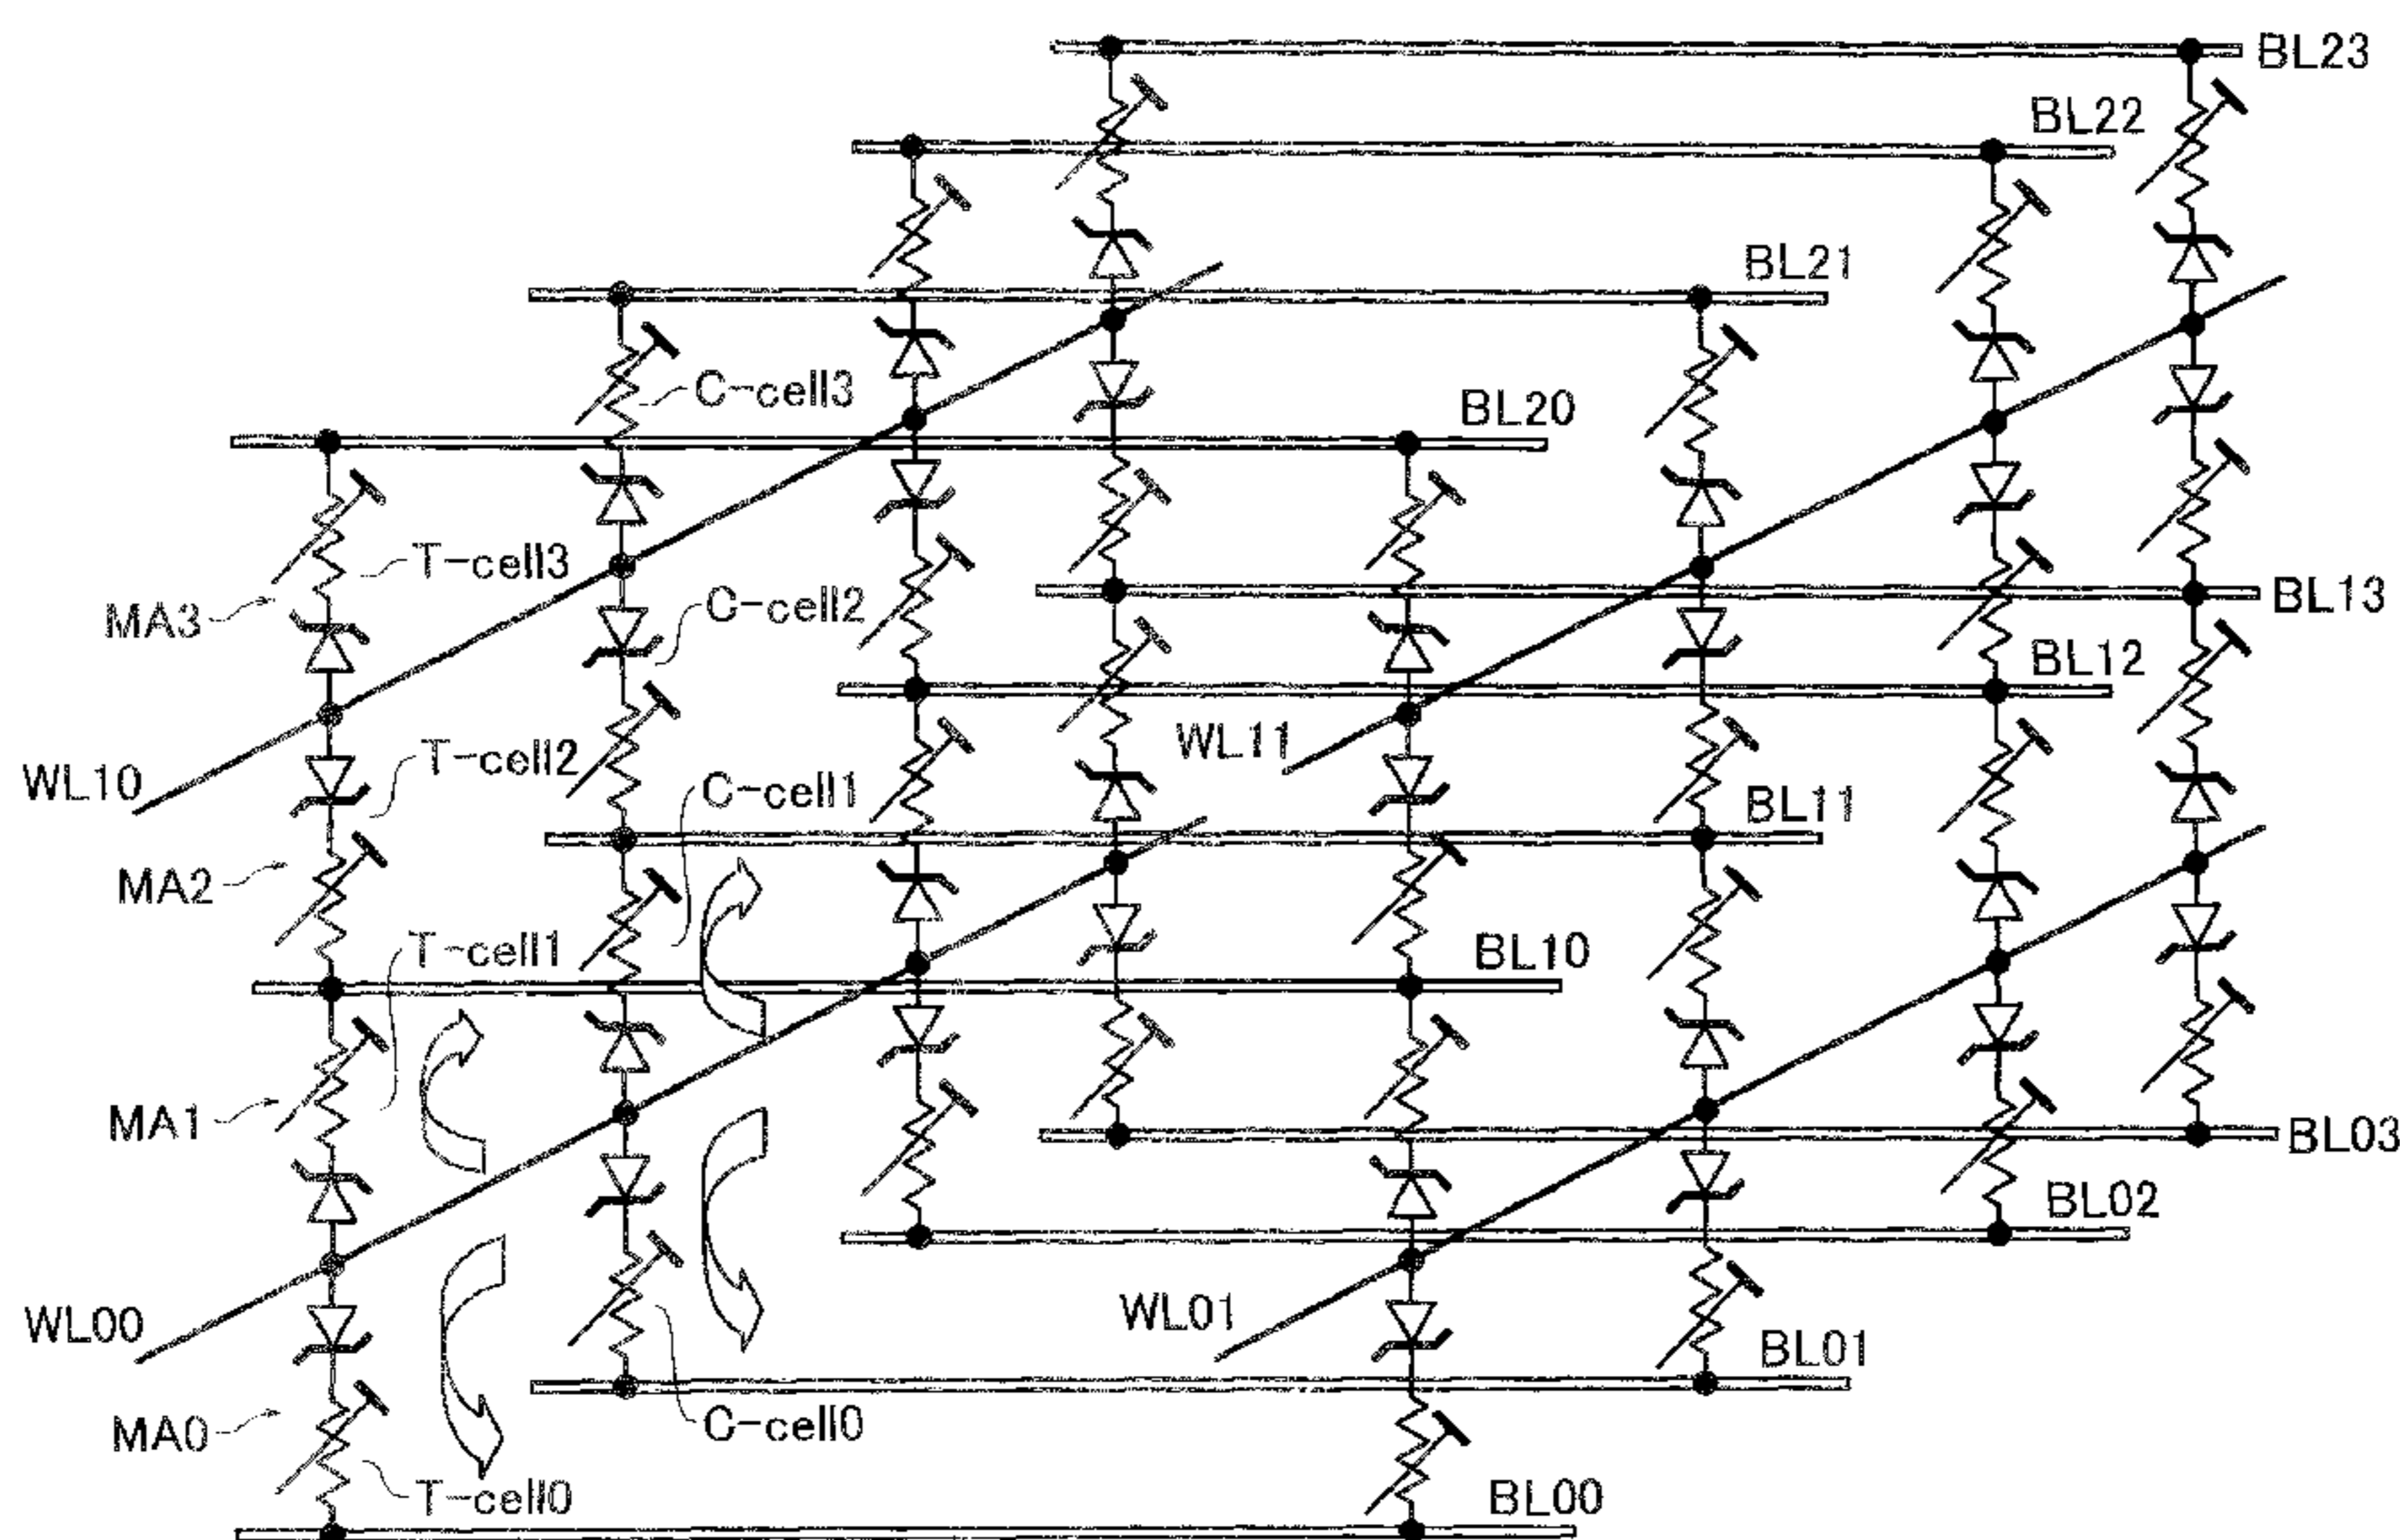 BL23
BL22
BL21
C-cell3
BL20
T-cell3
C-cell2
BL13
MA3
BL12
WL11
T-cell2
WL10
C-cell1
BL11
MA2
T-cell1
BL10
MA1
BL03
BL02
WL01
WL00
BL01
C-cell0
MA0
T-cell0
BL00